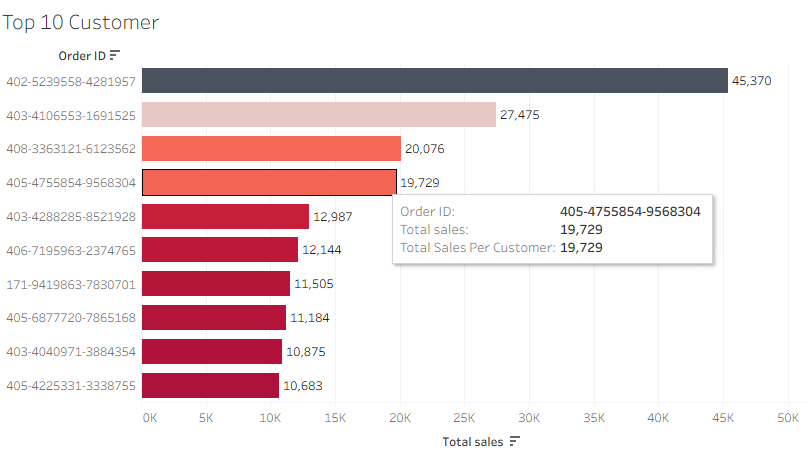 Top 10 Customer
Order ID
402-5239558-4281957 45,370
403-4106553-1691525 27,475
408-3363121-6123562 20,076
405-4755854-9568304 19,729
Order ID: 405-4755854-9568304
Total sales: 19,729
Total Sales Per Customer: 19,729
403-4288285-8521928 12,987
406-7195963-2374765 12,144
171-9419863-7830701 11,505
405-6877720-7865168 11,184
403-4040971-3884354 10,875
405-4225331-3338755 10,683
0K 5K 10K 15K 20K 25K 30K 35K 40K 45K 50K
Total sales